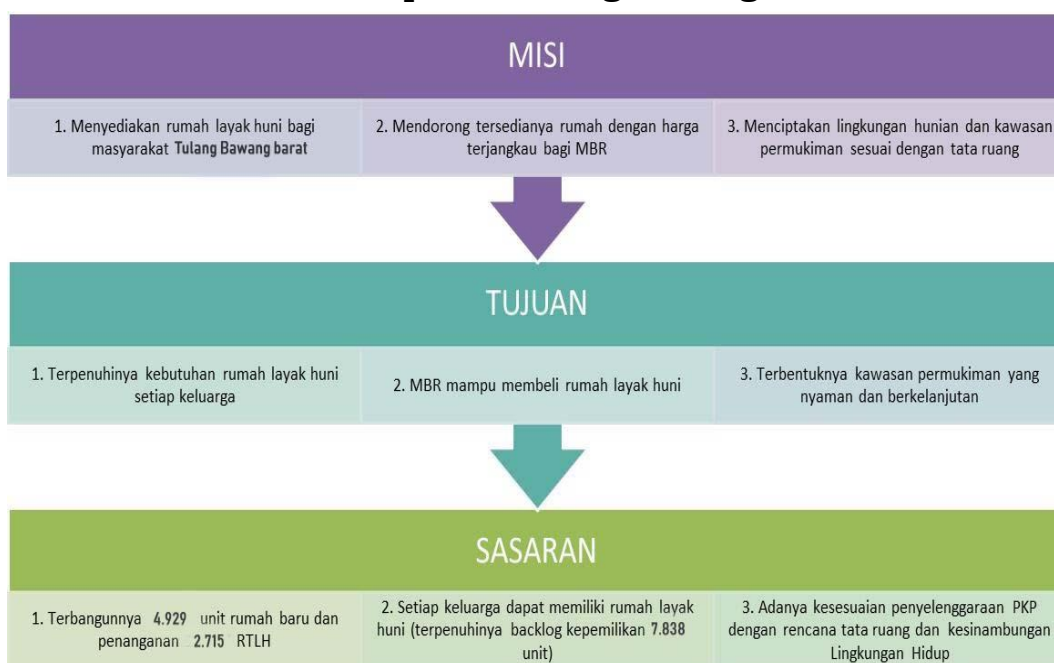 MISI
1. Menyediakan rumah layak huni bagi
masyarakat Tulang Bawang barat
2. Mendorong tersedianya rumah dengan harga
terjangkau bagi MBR
3. Menciptakan lingkungan hunian dan kawasan
permukiman sesuai dengan tata ruang
TUJUAN
1. Terpenuhinya kebutuhan rumah layak huni
setiap keluarga
2. MBR mampu membeli rumah layak huni
3. Terbentuknya kawasan permukiman yang
nyaman dan berkelanjutan
SASARAN
1. Terbangunnya 4.929 unit rumah baru dan
penanganan 2.715 RTLH
2. Setiap keluarga dapat memiliki rumah layak
huni (terpenuhinya backlog kepemilikan 7.838
unit)
3. Adanya kesesuaian penyelenggaraan PKP
dengan rencana tata ruang dan kesinambungan
Lingkungan Hidup